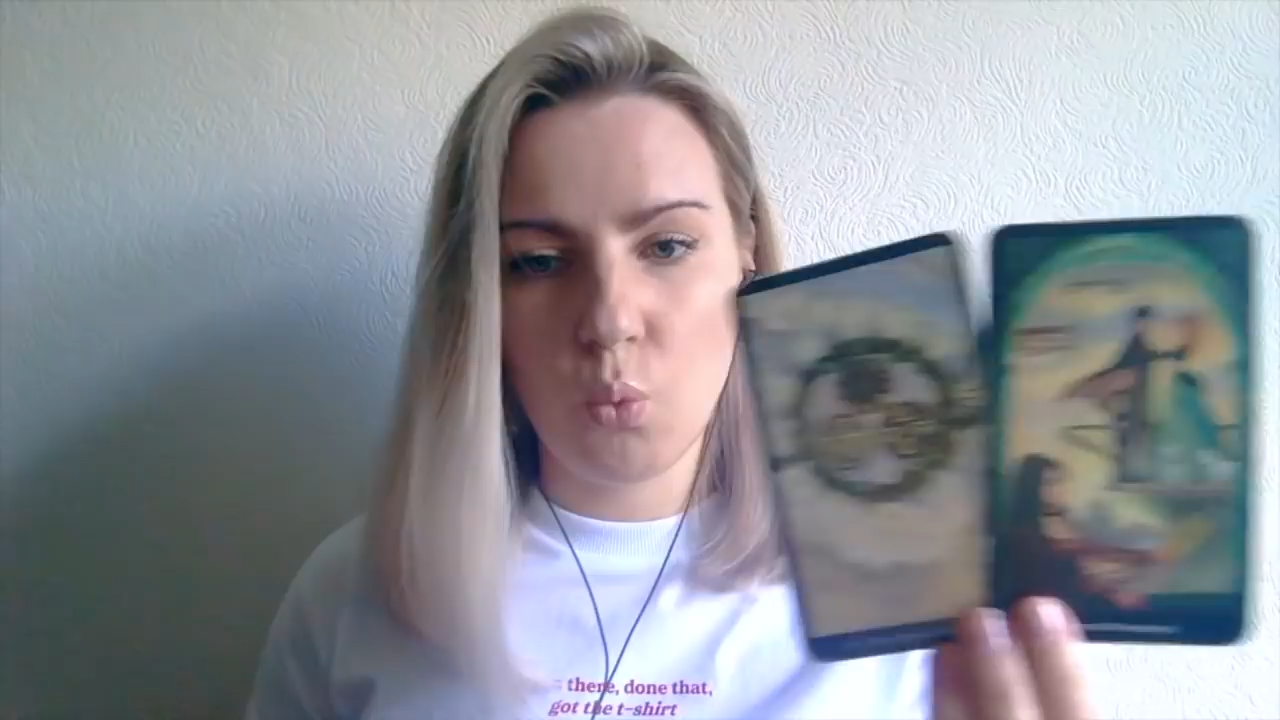 there, done that,
got the t-shirt